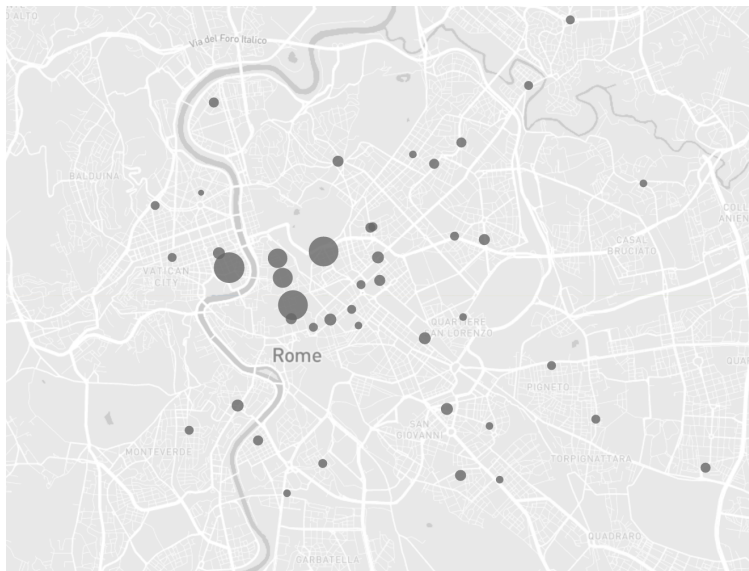 O ALTO
Via del Foro Italico
BALDUINA
COLL
ANIEN
CASAL
BRUCIATO
VATICAN
CITY
QUARTIERE
SAN LORENZO
Rome
QUAR
PIGNETO
SAN
GIOVANNI
MONTEVERDE
TORPIGNATTARA
QUADRARO
GARBATELLA